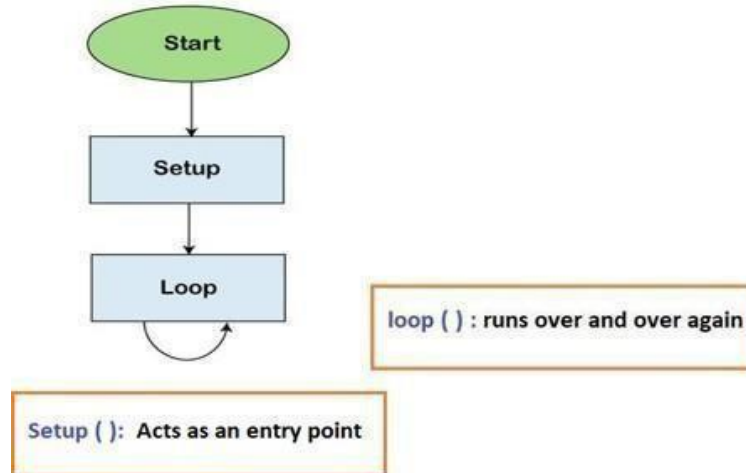 Start
Setup
Loop
loop ( ) : runs over and over again
Setup ( ): Acts as an entry point